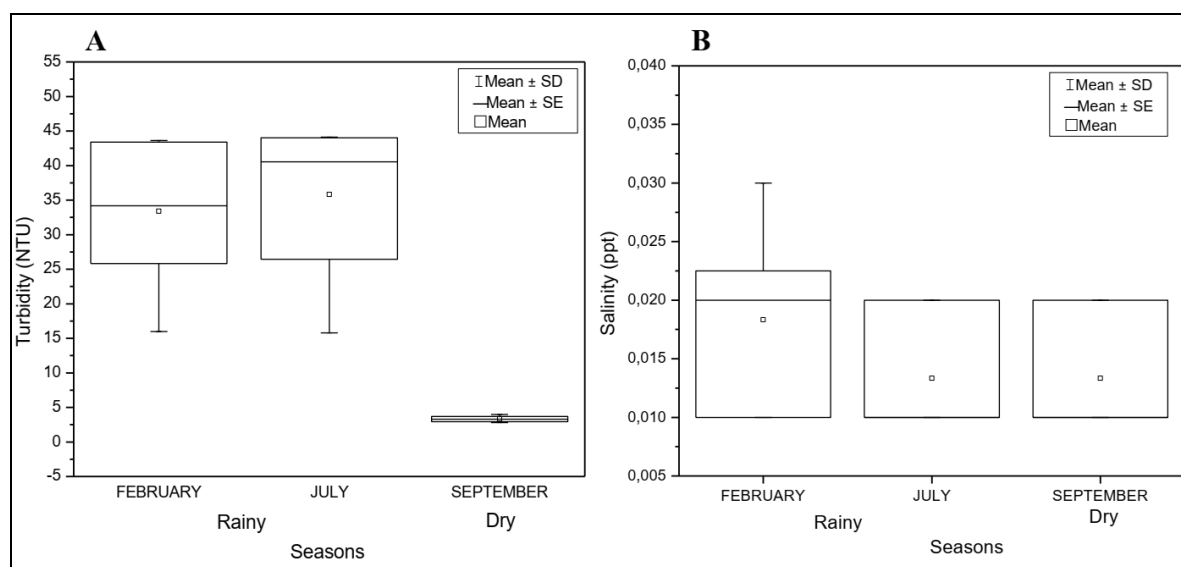 A
Turbidity (NTU)
55
50
45
40
35
30
25
20
15
10
5
0
-5
Mean ± SD
Mean ± SE
Mean
FEBRUARY JULY SEPTEMBER
Rainy Dry
Seasons
B
Salinity (ppt)
0,040
0,035
0,030
0,025
0,020
0,015
0,010
0,005
Mean ± SD
Mean ± SE
Mean
FEBRUARY JULY SEPTEMBER
Rainy Dry
Seasons